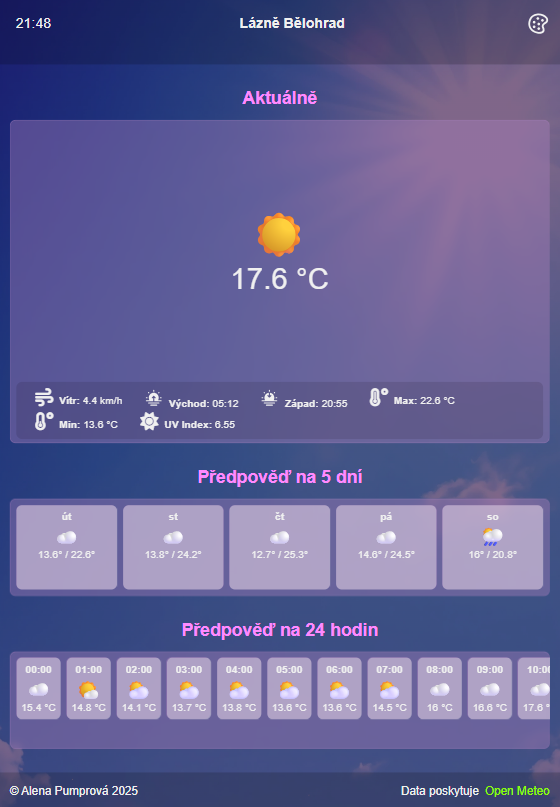 21:48 Lázně Bělohrad
Aktuálně
17.6 °C
Vítr: 4.4 km/h Východ: 05:12 Západ: 20:55 Max: 22.6 °C
Min: 13.6 °C UV Index: 6.55
Předpověď na 5 dní
út st čt pá so
13.6° / 22.6° 13.8° / 24.2° 12.7° / 25.3° 14.6° / 24.5° 16° / 20.8°
Předpověď na 24 hodin
00:00 01:00 02:00 03:00 04:00 05:00 06:00 07:00 08:00 09:00 10:00
15.4 °C 14.8 °C 14.1 °C 13.7 °C 13.8 °C 13.6 °C 13.6 °C 14.5 °C 16 °C 16.6 °C 17.6 °
© Alena Pumprová 2025 Data poskytuje Open Meteo